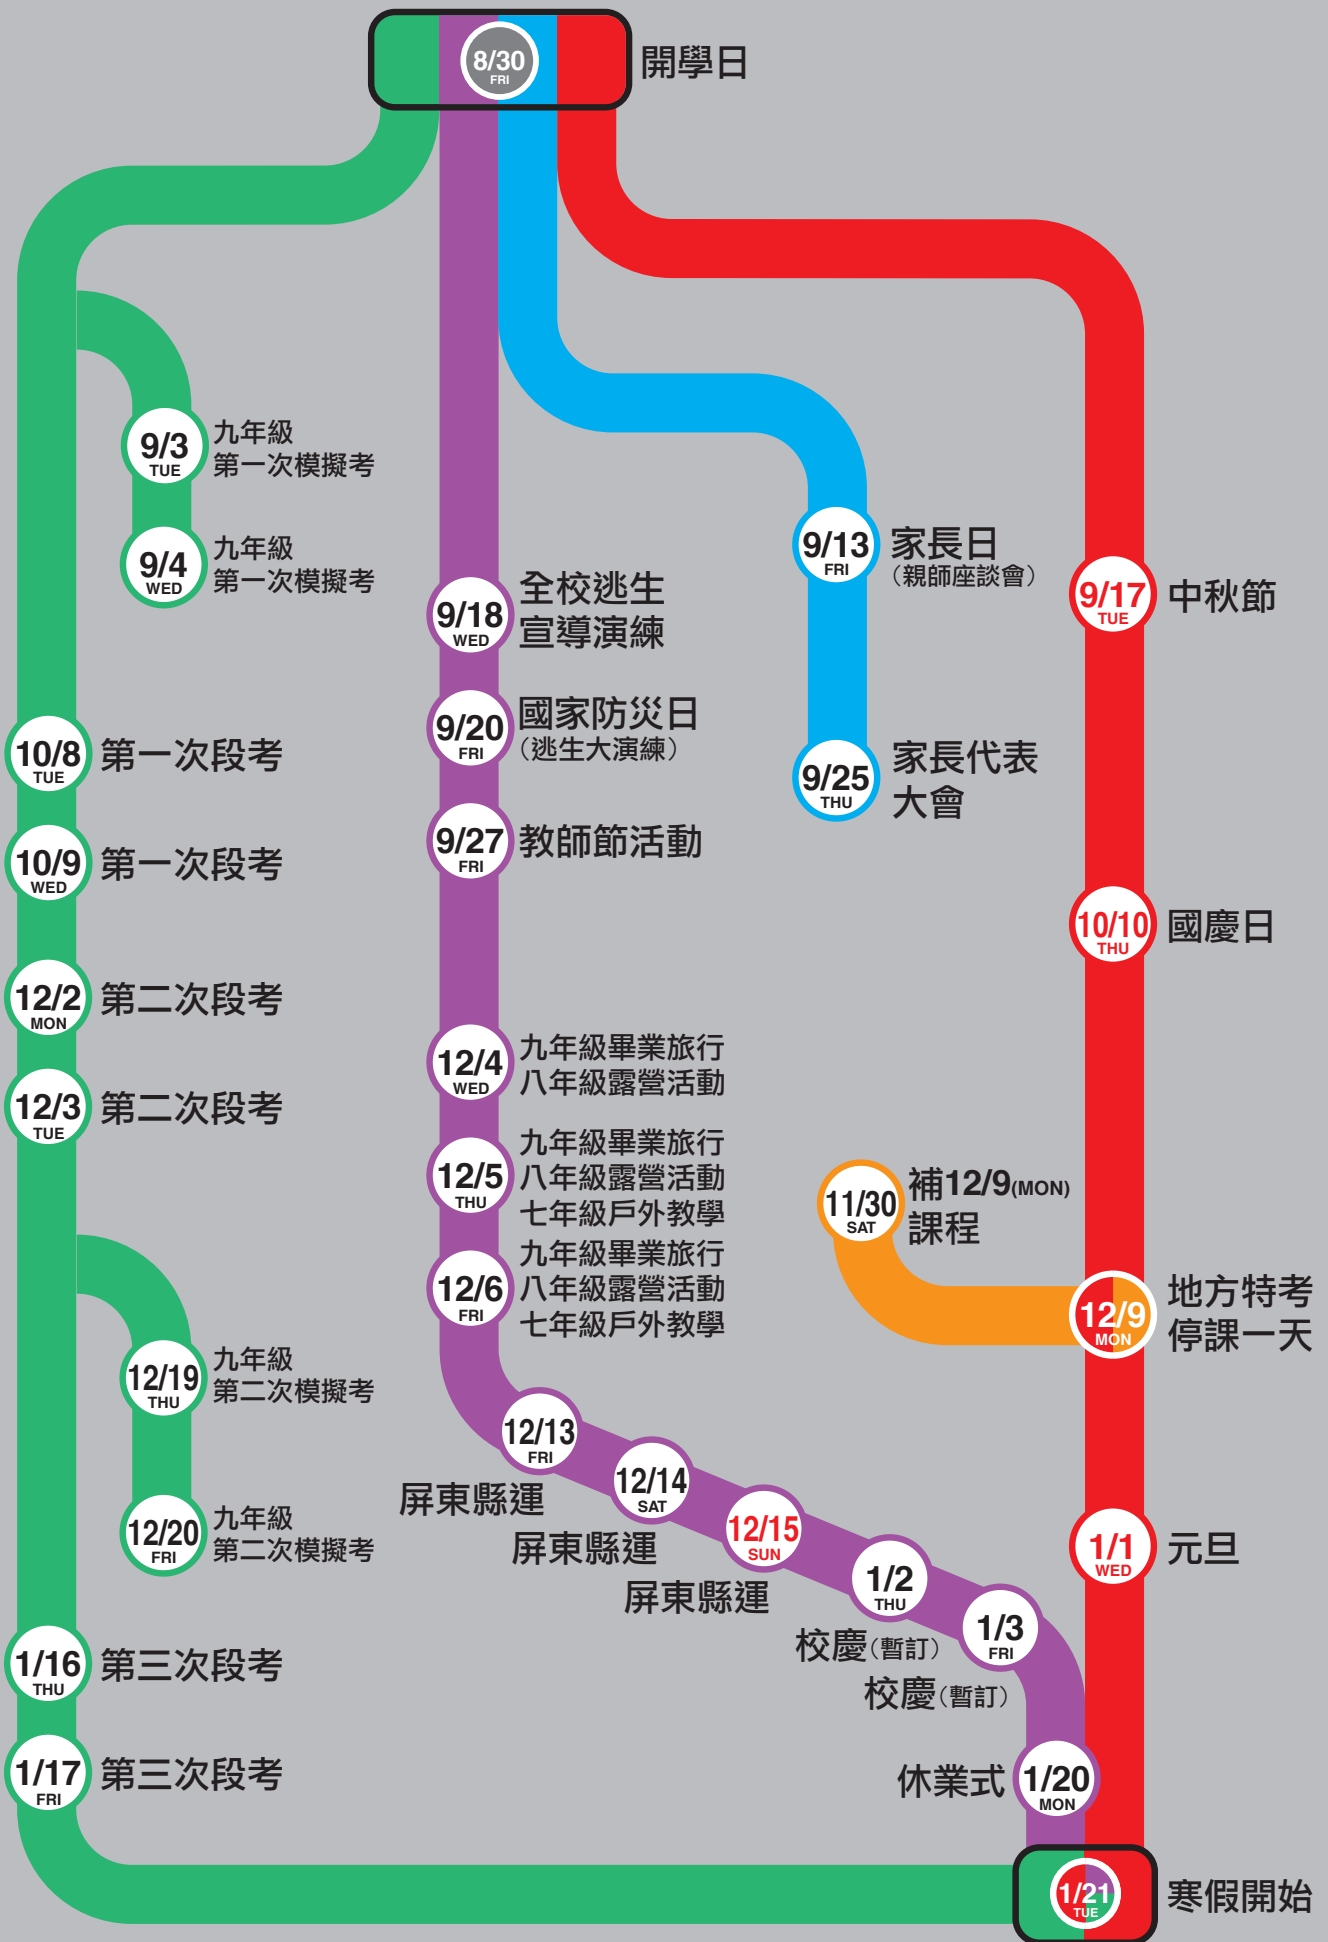 8/30
FRI
開學日
9/3
TUE
九年級
第一次模擬考
9/4
WED
九年級
第一次模擬考
10/8
TUE
第一次段考
10/9
WED
第一次段考
12/2
MON
第二次段考
12/3
TUE
第二次段考
12/19
THU
九年級
第二次模擬考
12/20
FRI
九年級
第二次模擬考
1/16
THU
第三次段考
1/17
FRI
第三次段考
9/18
WED
全校逃生
宣導演練
9/20
FRI
國家防災日
（逃生大演練）
9/27
FRI
教師節活動
12/4
WED
九年級畢業旅行
八年級露營活動
12/5
THU
九年級畢業旅行
八年級露營活動
七年級戶外教學
12/6
FRI
九年級畢業旅行
八年級露營活動
七年級戶外教學
12/13
FRI
屏東縣運
12/14
SAT
屏東縣運
12/15
SUN
屏東縣運
1/2
THU
校慶（暫訂）
1/3
FRI
校慶（暫訂）
休業式
1/20
MON
9/13
FRI
家長日
（親師座談會）
9/25
THU
家長代表
大會
9/17
TUE
中秋節
10/10
THU
國慶日
11/30
SAT
補12/9(MON)
課程
12/9
MON
地方特考
停課一天
1/1
WED
元旦
1/21
TUE
寒假開始